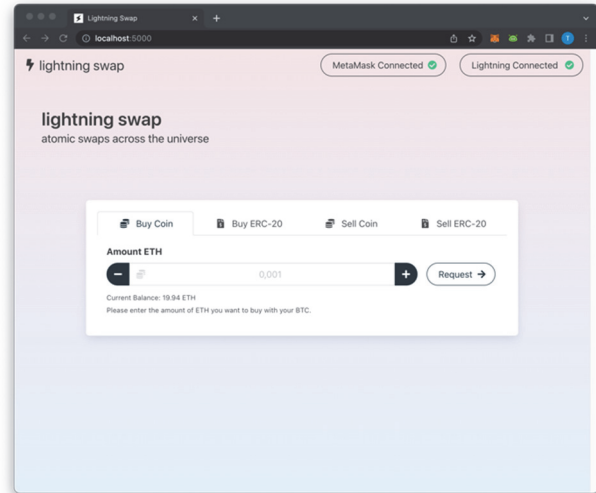 Lightning Swap
localhost:5000
T
lightning swap
MetaMask Connected
Lightning Connected
lightning swap
atomic swaps across the universe
Buy Coin
Buy ERC-20
Sell Coin
Sell ERC-20
Amount ETH
0,001
Request
Current Balance: 19.94 ETH
Please enter the amount of ETH you want to buy with your BTC.